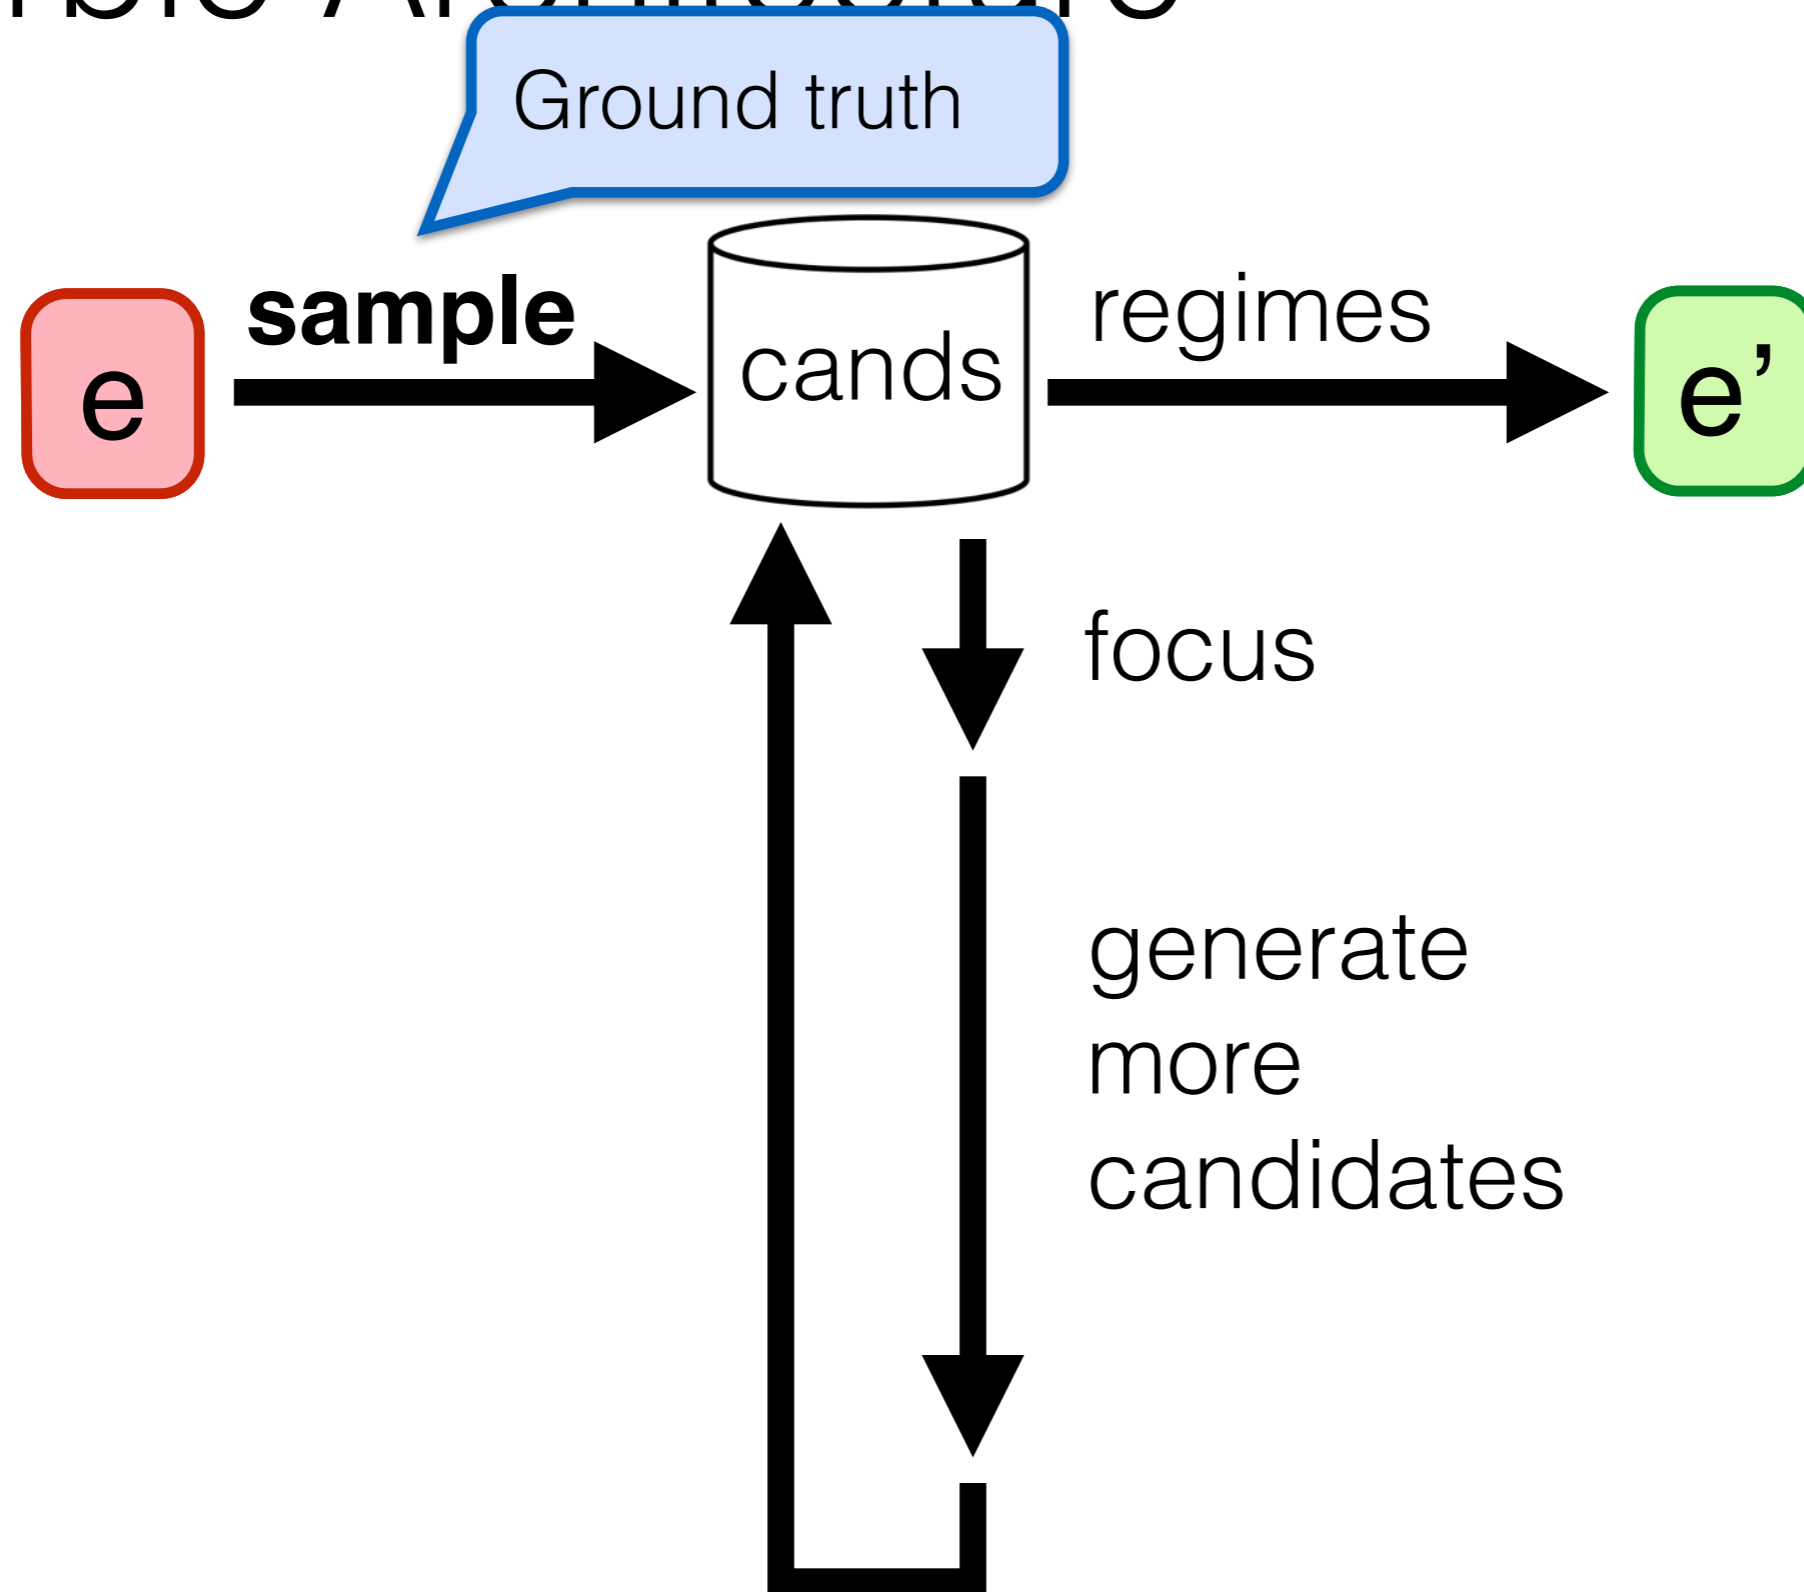 Ground truth
sample
regimes
e
cands
e’
focus
generate
more
candidates